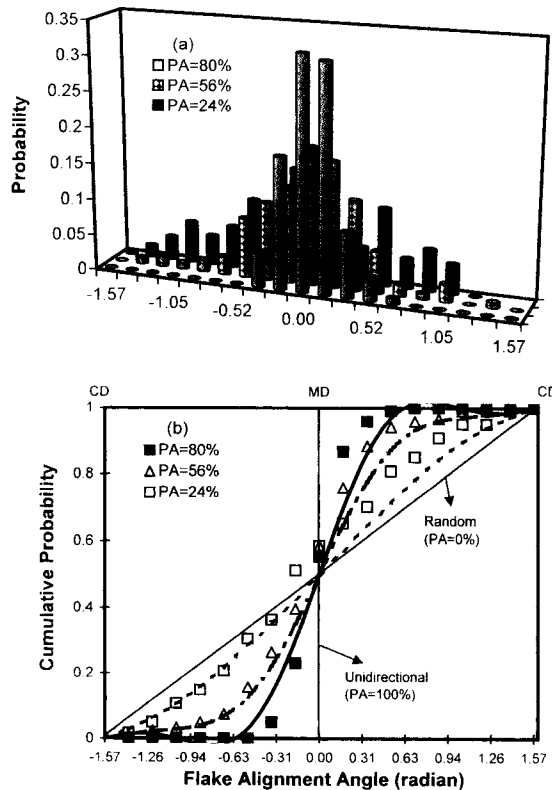 0.35
(a)
PA=80%
PA=56%
PA=24%
0.3
0.25
0.2
0.15
0.1
0.05
0
Probability
-1.57
-1.05
-0.52
0.00
0.52
1.05
1.57
CD
MD
CD
(b)
PA=80%
PA=56%
PA=24%
1
0.8
0.6
0.4
0.2
0
Cumulative Probability
Random
(PA=0%)
Unidirectional
(PA=100%)
-1.57 -1.26 -0.94 -0.63 -0.31 0.00 0.31 0.63 0.94 1.26 1.57
Flake Alignment Angle (radian)